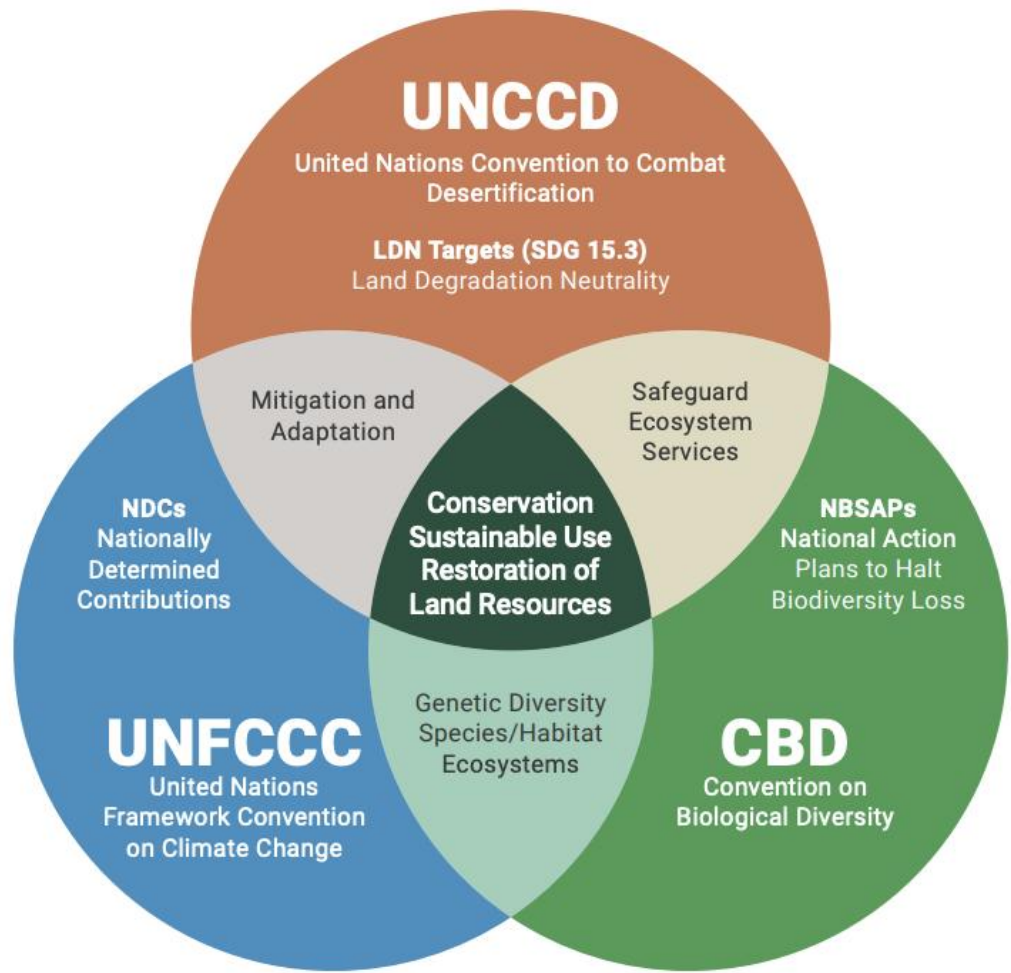 UNCCD
United Nations Convention to Combat
Desertification
LDN Targets (SDG 15.3)
Land Degradation Neutrality
Mitigation and
Adaptation
Safeguard
Ecosystem
Services
NDCs
Nationally
Determined
Contributions
Conservation
Sustainable Use
Restoration of
Land Resources
NBSAPs
National Action
Plans to Halt
Biodiversity Loss
Genetic Diversity
Species/Habitat
Ecosystems
UNFCCC
United Nations
Framework Convention
on Climate Change
CBD
Convention on
Biological Diversity